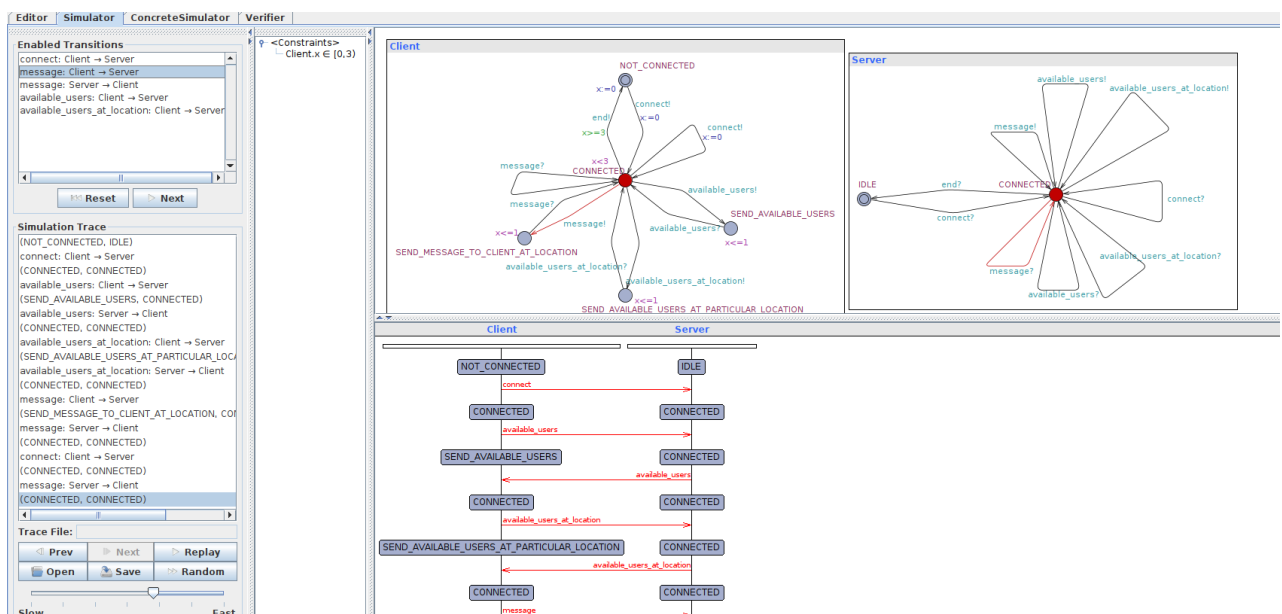 Editor Simulator ConcreteSimulator Verifier
Enabled Transitions
connect: Client → Server
message: Client → Server
message: Server → Client
available_users: Client → Server
available_users_at_location: Client → Server
Reset Next
Simulation Trace
(NOT_CONNECTED, IDLE)
connect: Client → Server
(CONNECTED, CONNECTED)
available_users: Client → Server
(SEND_AVAILABLE_USERS, CONNECTED)
available_users: Server → Client
(CONNECTED, CONNECTED)
available_users_at_location: Client → Server
(SEND_AVAILABLE_USERS_AT_PARTICULAR_LOCA
available_users_at_location: Server → Client
(CONNECTED, CONNECTED)
message: Client → Server
(SEND_MESSAGE_TO_CLIENT_AT_LOCATION, CON
message: Server → Client
(CONNECTED, CONNECTED)
connect: Client → Server
(CONNECTED, CONNECTED)
message: Server → Client
(CONNECTED, CONNECTED)
Trace File:
Prev Next Replay
Open Save Random
Slow Fast
<Constraints>
Client.x ∈ [0,3)
Client
NOT_CONNECTED
x:=0
connect!
end!
x:=0
x>=3
connect!
x:=0
x<3
message?
CONNECTED
available_users!
message?
SEND_AVAILABLE_USERS
message!
available_users?
x<=1
x<=1
SEND_MESSAGE_TO_CLIENT_AT_LOCATION
available_users_at_location?
available_users_at_location!
x<=1
SEND_AVAILABLE_USERS_AT_PARTICULAR_LOCATION
Server
available_users!
available_users_at_location!
message!
IDLE
end?
CONNECTED
connect?
connect?
available_users_at_location?
message?
available_users?
Client Server
NOT_CONNECTED IDLE
connect
CONNECTED CONNECTED
available_users
SEND_AVAILABLE_USERS CONNECTED
available_users
CONNECTED CONNECTED
available_users_at_location
SEND_AVAILABLE_USERS_AT_PARTICULAR_LOCATION CONNECTED
available_users_at_location
CONNECTED CONNECTED
message